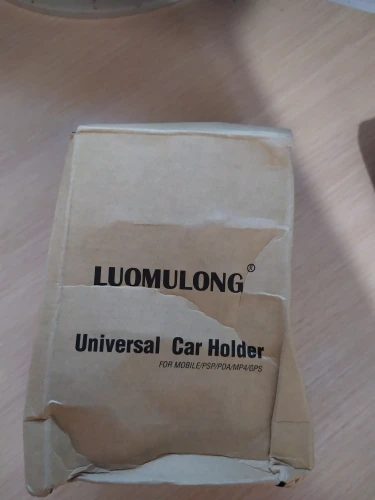 LUOMULONG®
Universal Car Holder
FOR MOBILE/PSP/PDA/MP4/GPS